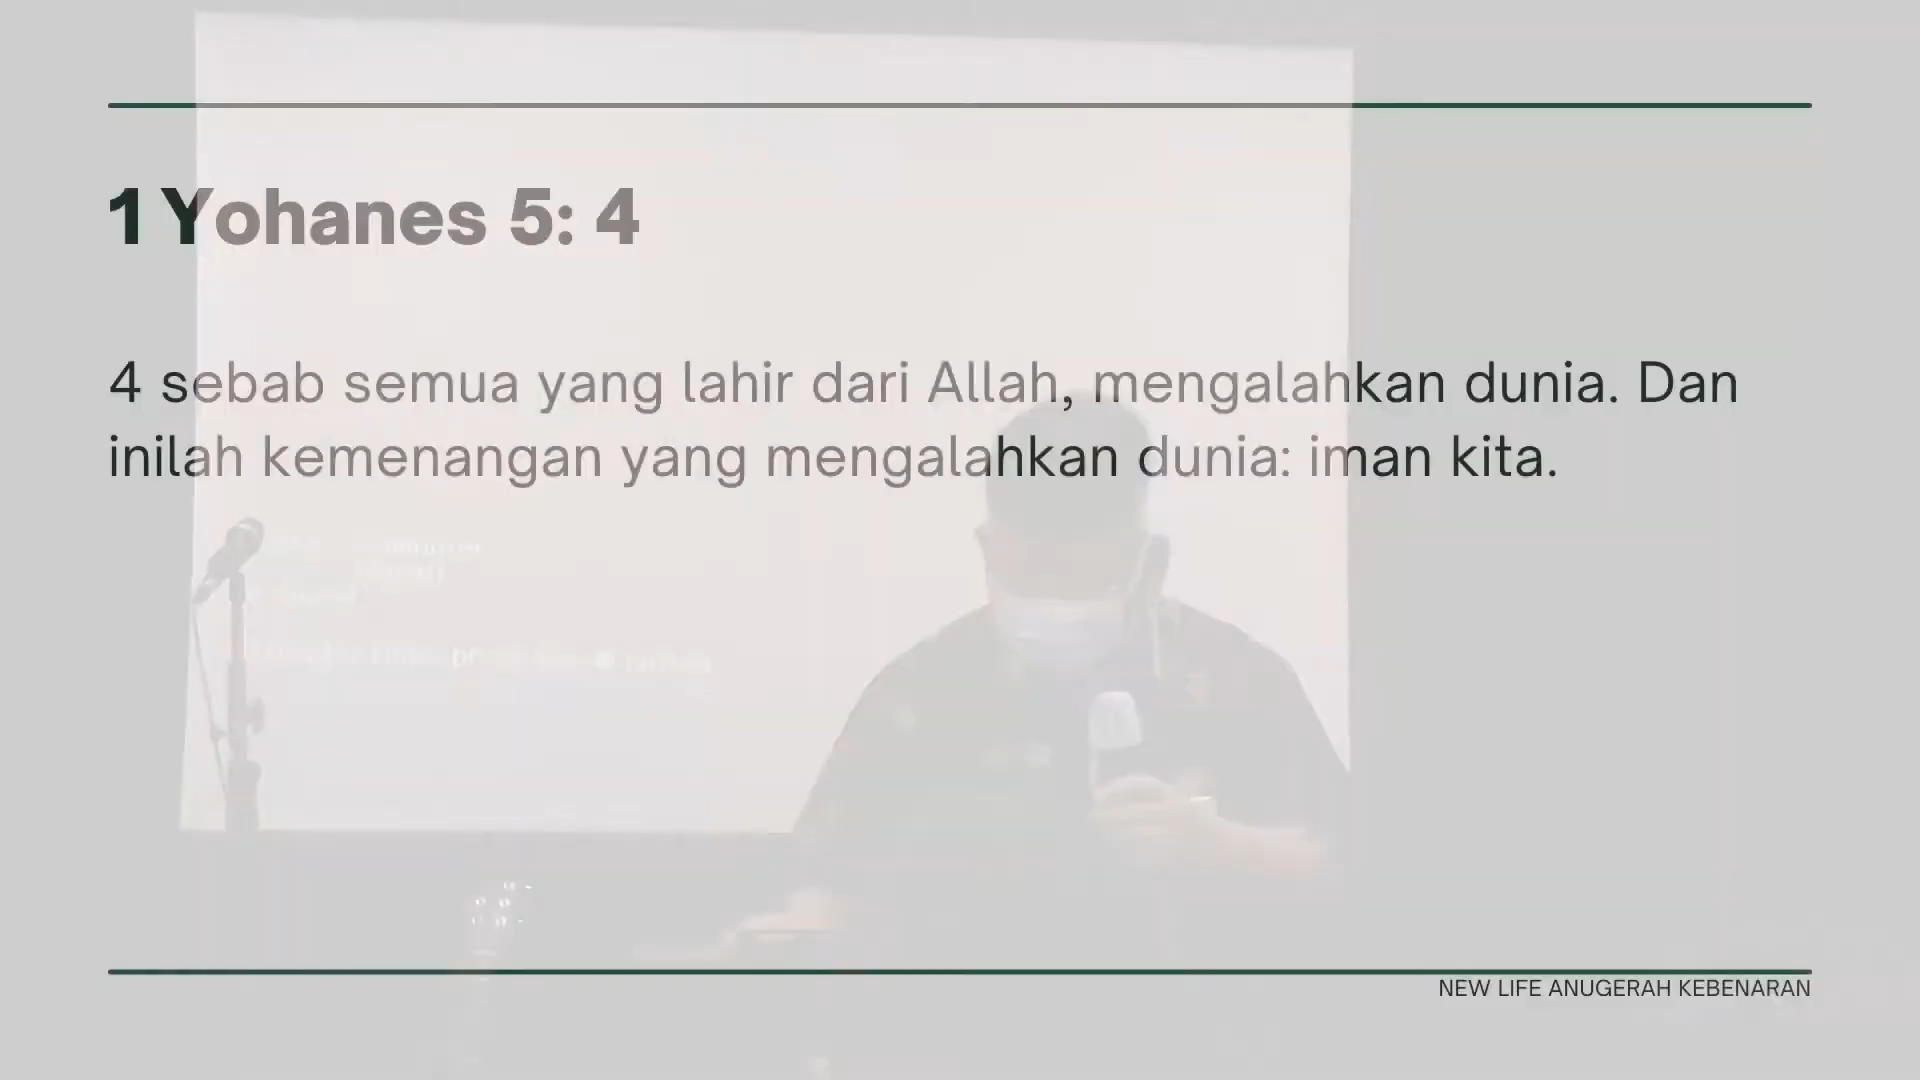 1 Yohanes 5: 4
4 sebab semua yang lahir dari Allah, mengalahkan dunia. Dan
inilah kemenangan yang mengalahkan dunia: iman kita.
NEW LIFE ANUGERAH KEBENARAN